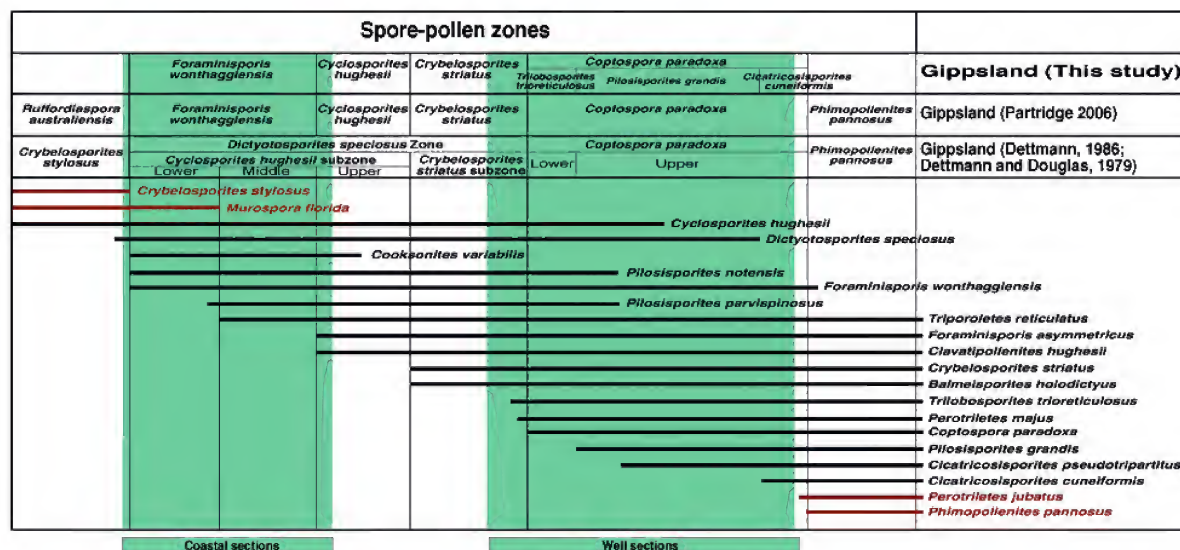 Spore-pollen zones
Foraminisporis
wonthaggiensis
Cyclosporites
hughesii
Crybelosporites
striatus
Coptospora paradoxa
Trilobosporites
trioreticulosus
Pilosisporites grandis
Cicatricosisporites
cuneiformis
Gippsland (This study)
Ruffordiaspora
australiensis
Foraminisporis
wonthaggiensis
Cyclosporites
hughesii
Crybelosporites
striatus
Coptospora paradoxa
Phimopollenites
pannosus
Gippsland (Partridge 2006)
Crybelosporites
stylosus
Dictyotosporites speciosus Zone
Cyclosporites hughesii subzone
Lower
Middle
Upper
Crybelosporites
striatus subzone
Coptospora paradoxa
Lower
Upper
Phimopollenites
pannosus
Gippsland (Dettmann, 1986;
Dettmann and Douglas, 1979)
Crybelosporites stylosus
Murospora florida
Cyclosporites hughesii
Dictyotosporites speciosus
Cooksonites variabilis
Pilosisporites notensis
Foraminisporis wonthaggiensis
Pilosisporites parvispinosus
Triporoletes reticulatus
Foraminisporis asymmetricus
Clavatipollenites hughesii
Crybelosporites striatus
Balmeisporites holodictyus
Trilobosporites trioreticulosus
Perotriletes majus
Coptospora paradoxa
Pilosisporites grandis
Cicatricosisporites pseudotripartitus
Cicatricosisporites cuneiformis
Perotriletes jubatus
Phimopollenites pannosus
Coastal sections
Well sections